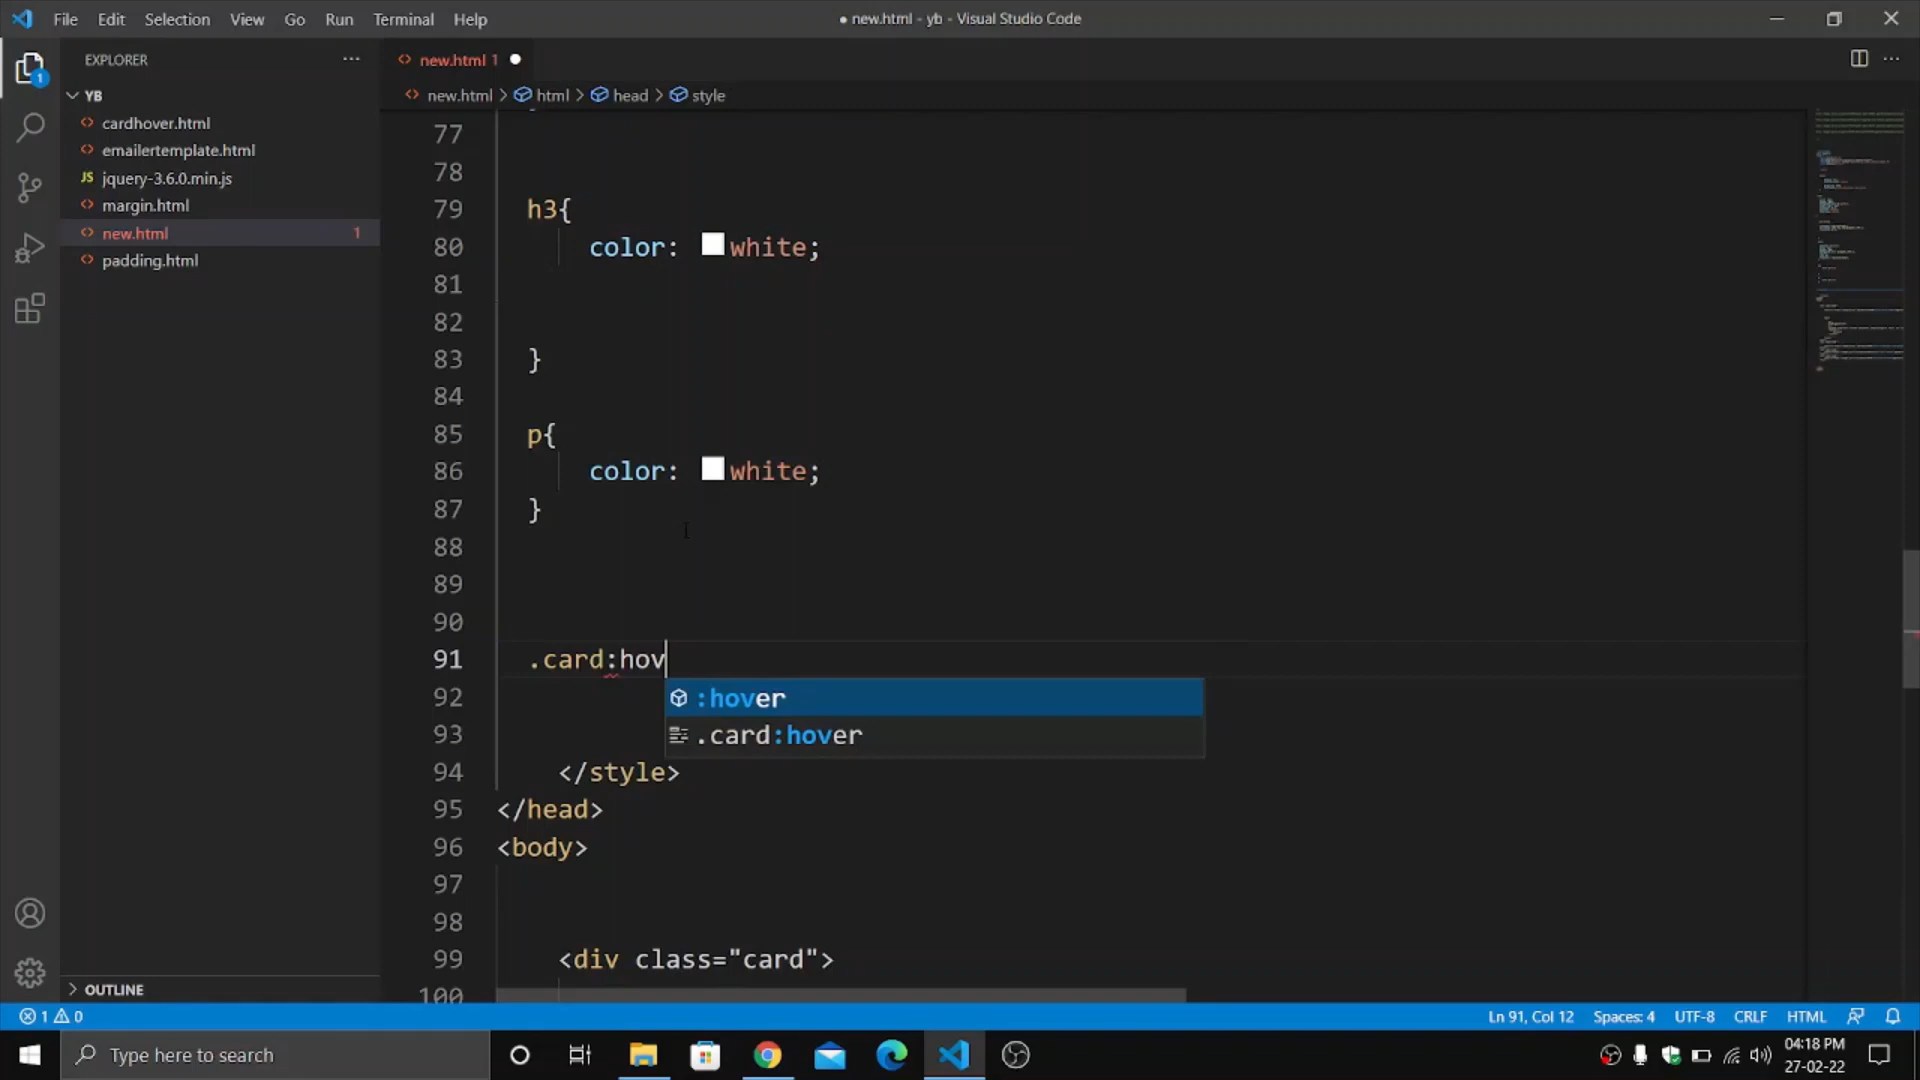 File Edit Selection View Go Run Terminal Help
● new.html - yb - Visual Studio Code
EXPLORER
new.html 1
YB
new.html > html > head > style
cardhover.html
emailertemplate.html
JS jquery-3.6.0.min.js
margin.html
new.html 1
padding.html
77
78
79 h3{
80 color: white;
81
82
83 }
84
85 p{
86 color: white;
87 }
88
89
90
91 .card:hov
92 :hover
93 .card:hover
94 </style>
95 </head>
96 <body>
97
98
99 <div class="card">
100
1
OUTLINE
1 0
Ln 91, Col 12 Spaces: 4 UTF-8 CRLF HTML
Type here to search
04:18 PM
27-02-22